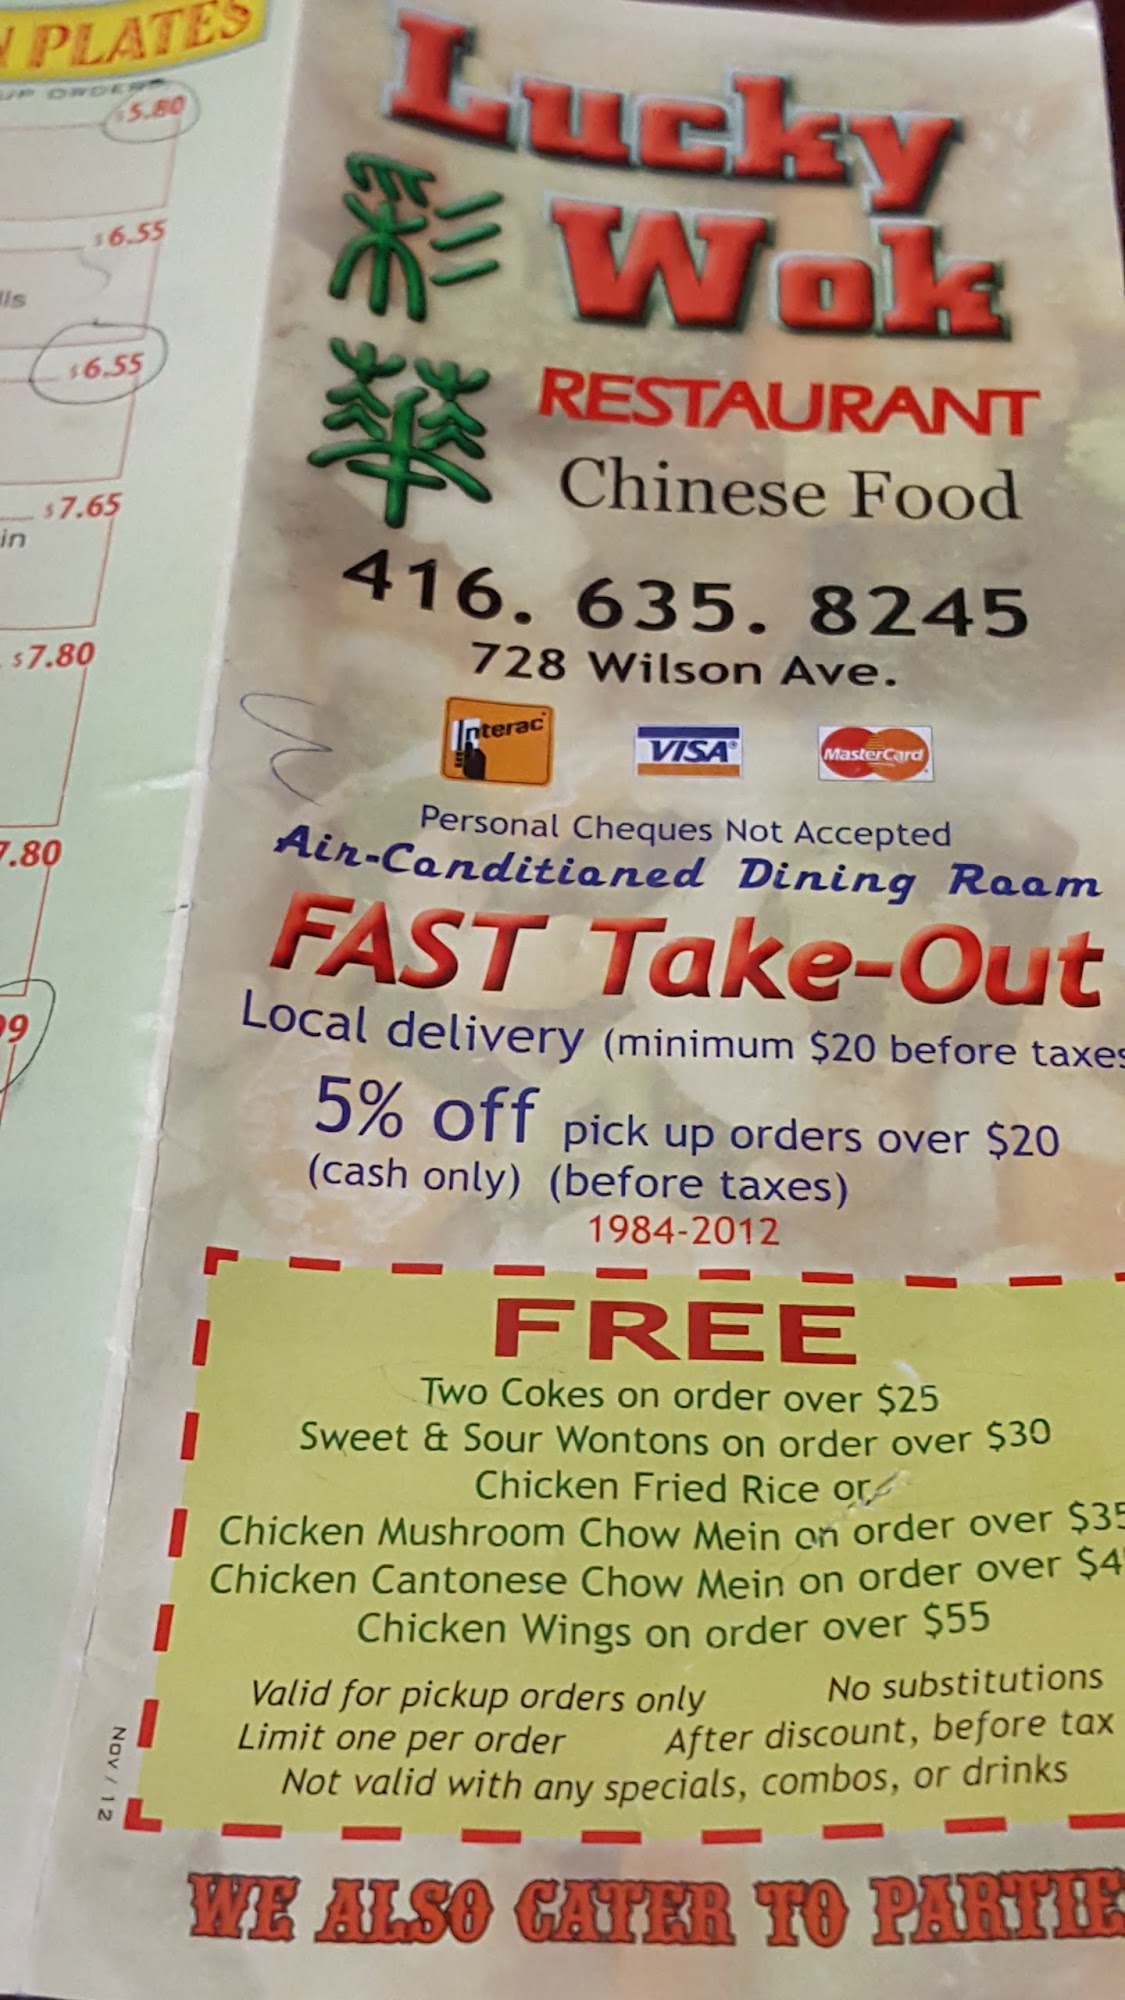 PLATES
$5.80
$6.55
lls
$6.55
$7.65
in
$7.80
7.80
99
Lucky
Wok
彩
華
RESTAURANT
Chinese Food
416. 635. 8245
728 Wilson Ave.
Interac
VISA
MasterCard
Personal Cheques Not Accepted
Air-Conditioned Dining Room
FAST Take-Out
Local delivery (minimum $20 before taxes
5% off pick up orders over $20
(cash only) (before taxes)
1984-2012
FREE
Two Cokes on order over $25
Sweet & Sour Wontons on order over $30
Chicken Fried Rice or
Chicken Mushroom Chow Mein on order over $35
Chicken Cantonese Chow Mein on order over $4
Chicken Wings on order over $55
Valid for pickup orders only No substitutions
Limit one per order After discount, before tax
Not valid with any specials, combos, or drinks
Nov / 12
WE ALSO CATER TO PARTIE